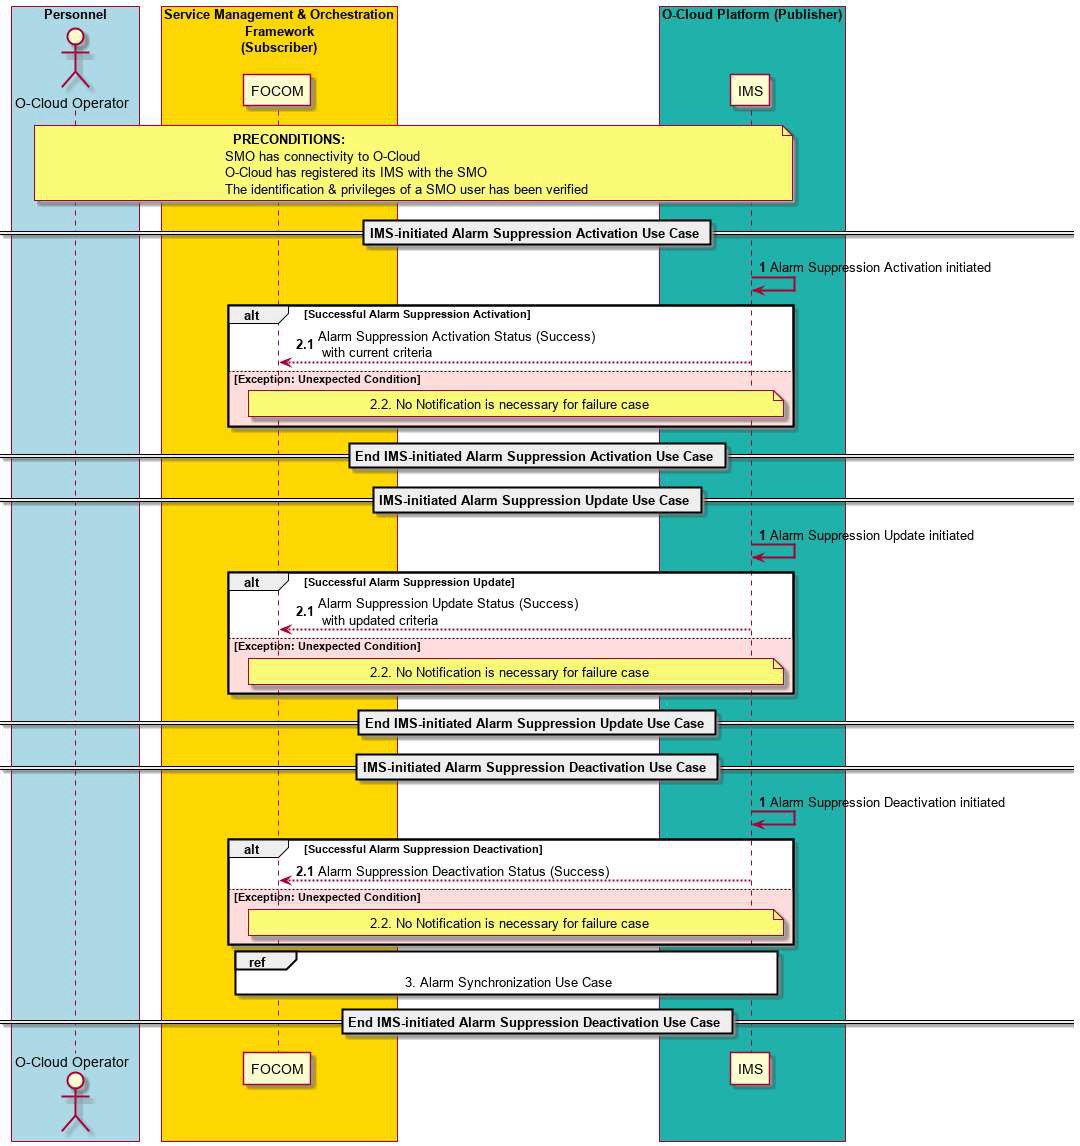 Personnel
Service Management & Orchestration
Framework
(Subscriber)
O-Cloud Platform (Publisher)
O-Cloud Operator
FOCOM
IMS
PRECONDITIONS:
SMO has connectivity to O-Cloud
O-Cloud has registered its IMS with the SMO
The identification & privileges of a SMO user has been verified
IMS-initiated Alarm Suppression Activation Use Case
1 Alarm Suppression Activation initiated
alt [Successful Alarm Suppression Activation]
2.1 Alarm Suppression Activation Status (Success)
with current criteria
[Exception: Unexpected Condition]
2.2. No Notification is necessary for failure case
End IMS-initiated Alarm Suppression Activation Use Case
IMS-initiated Alarm Suppression Update Use Case
1 Alarm Suppression Update initiated
alt [Successful Alarm Suppression Update]
2.1 Alarm Suppression Update Status (Success)
with updated criteria
[Exception: Unexpected Condition]
2.2. No Notification is necessary for failure case
End IMS-initiated Alarm Suppression Update Use Case
IMS-initiated Alarm Suppression Deactivation Use Case
1 Alarm Suppression Deactivation initiated
alt [Successful Alarm Suppression Deactivation]
2.1 Alarm Suppression Deactivation Status (Success)
[Exception: Unexpected Condition]
2.2. No Notification is necessary for failure case
ref
3. Alarm Synchronization Use Case
End IMS-initiated Alarm Suppression Deactivation Use Case
O-Cloud Operator
FOCOM
IMS